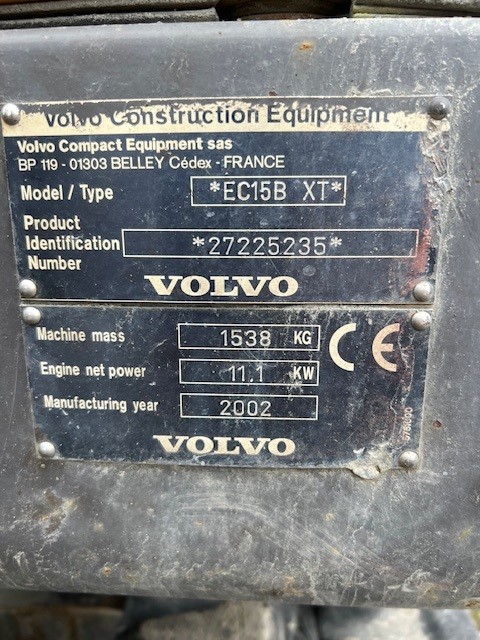 Volvo Construction Equipment
Volvo Compact Equipment sas
BP 119 - 01303 BELLEY Cédex - FRANCE
Model / Type *EC15B XT*
Product
Identification *27225235*
Number
VOLVO
Machine mass 1538 KG
Engine net power 11.1 KW
Manufacturing year 2002
CE
VOLVO